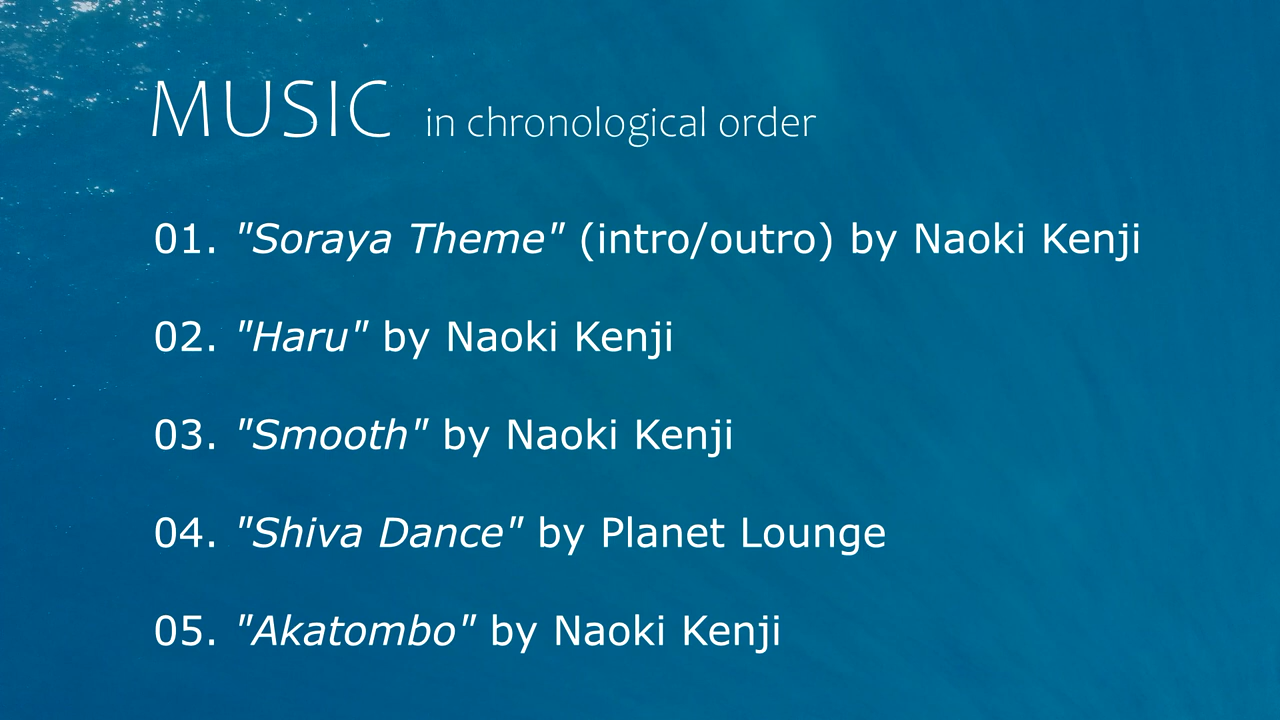 MUSIC in chronological order
01. "Soraya Theme" (intro/outro) by Naoki Kenji
02. "Haru" by Naoki Kenji
03. "Smooth" by Naoki Kenji
04. "Shiva Dance" by Planet Lounge
05. "Akatombo" by Naoki Kenji